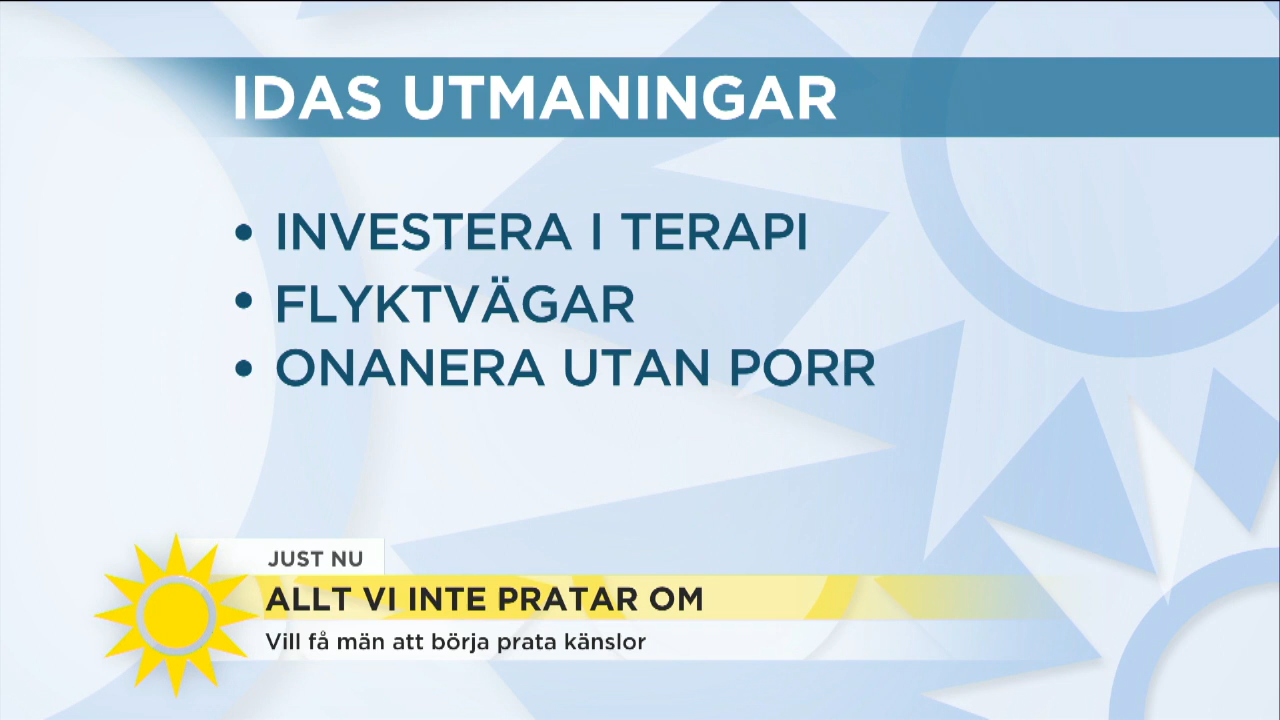 IDAS UTMANINGAR
• INVESTERA I TERAPI
• FLYKTVÄGAR
• ONANERA UTAN PORR
JUST NU
ALLT VI INTE PRATAR OM
Vill få män att börja prata känslor